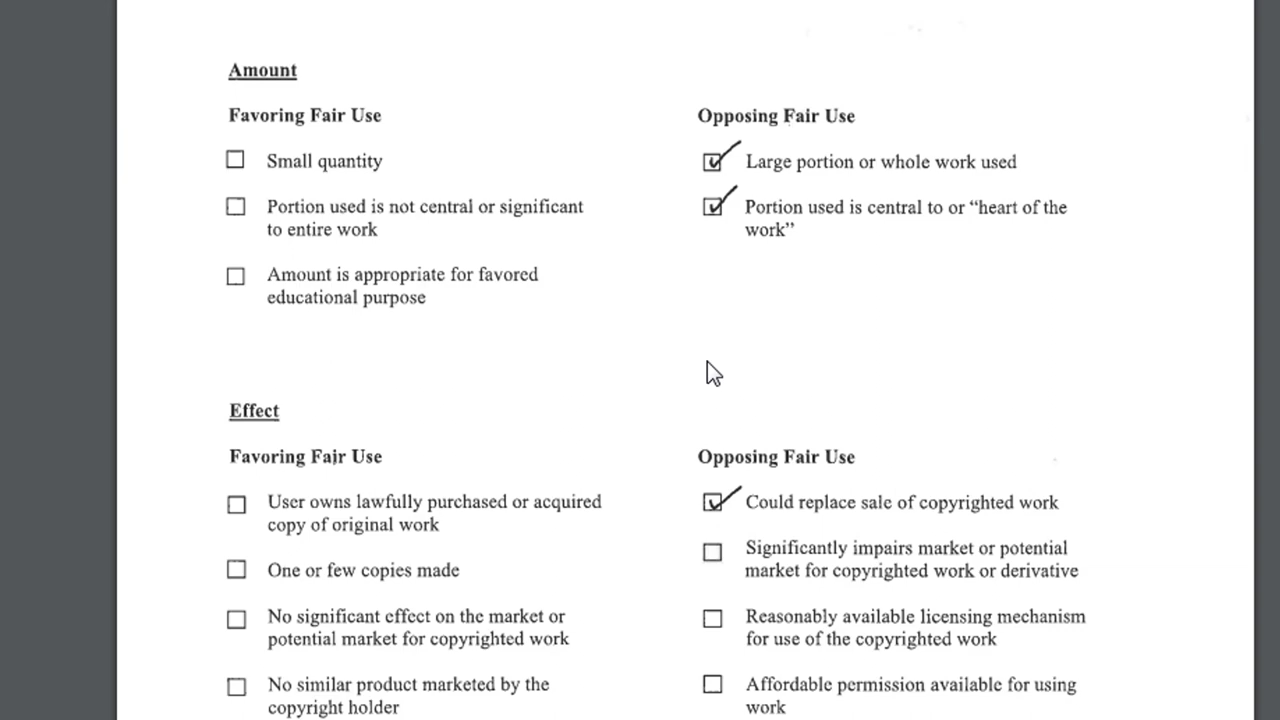 Amount
Favoring Fair Use
Small quantity
Portion used is not central or significant
to entire work
Amount is appropriate for favored
educational purpose
Opposing Fair Use
Large portion or whole work used
Portion used is central to or “heart of the
work”
Effect
Favoring Fair Use
User owns lawfully purchased or acquired
copy of original work
One or few copies made
No significant effect on the market or
potential market for copyrighted work
No similar product marketed by the
copyright holder
Opposing Fair Use
Could replace sale of copyrighted work
Significantly impairs market or potential
market for copyrighted work or derivative
Reasonably available licensing mechanism
for use of the copyrighted work
Affordable permission available for using
work